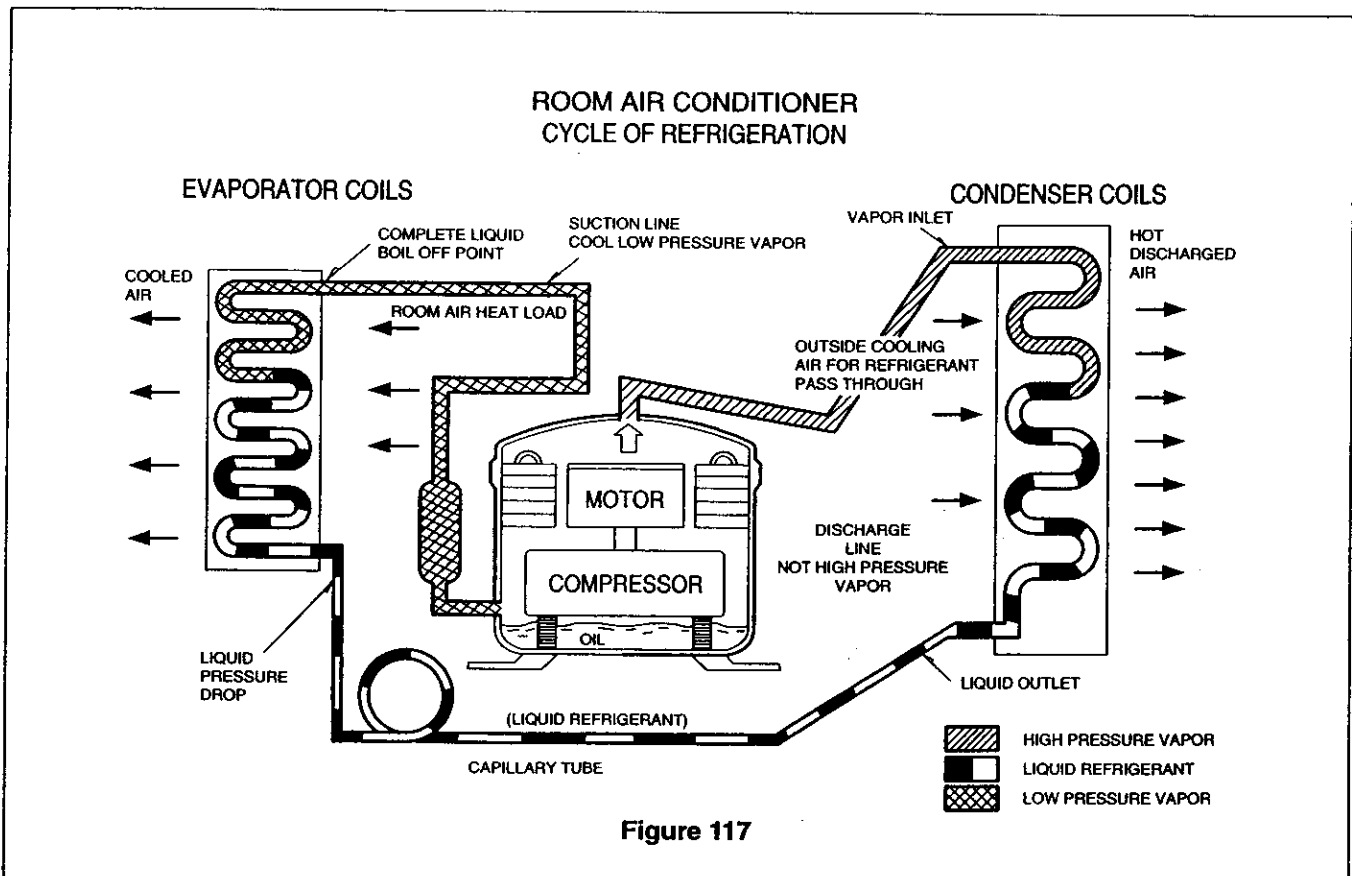 ROOM AIR CONDITIONER
CYCLE OF REFRIGERATION
EVAPORATOR COILS
CONDENSER COILS
COMPLETE LIQUID
BOIL OFF POINT
SUCTION LINE
COOL LOW PRESSURE VAPOR
VAPOR INLET
HOT
DISCHARGED
AIR
COOLED
AIR
ROOM AIR HEAT LOAD
OUTSIDE COOLING
AIR FOR REFRIGERANT
PASS THROUGH
MOTOR
COMPRESSOR
OIL
DISCHARGE
LINE
NOT HIGH PRESSURE
VAPOR
LIQUID
PRESSURE
DROP
LIQUID OUTLET
(LIQUID REFRIGERANT)
CAPILLARY TUBE
HIGH PRESSURE VAPOR
LIQUID REFRIGERANT
LOW PRESSURE VAPOR
Figure 117